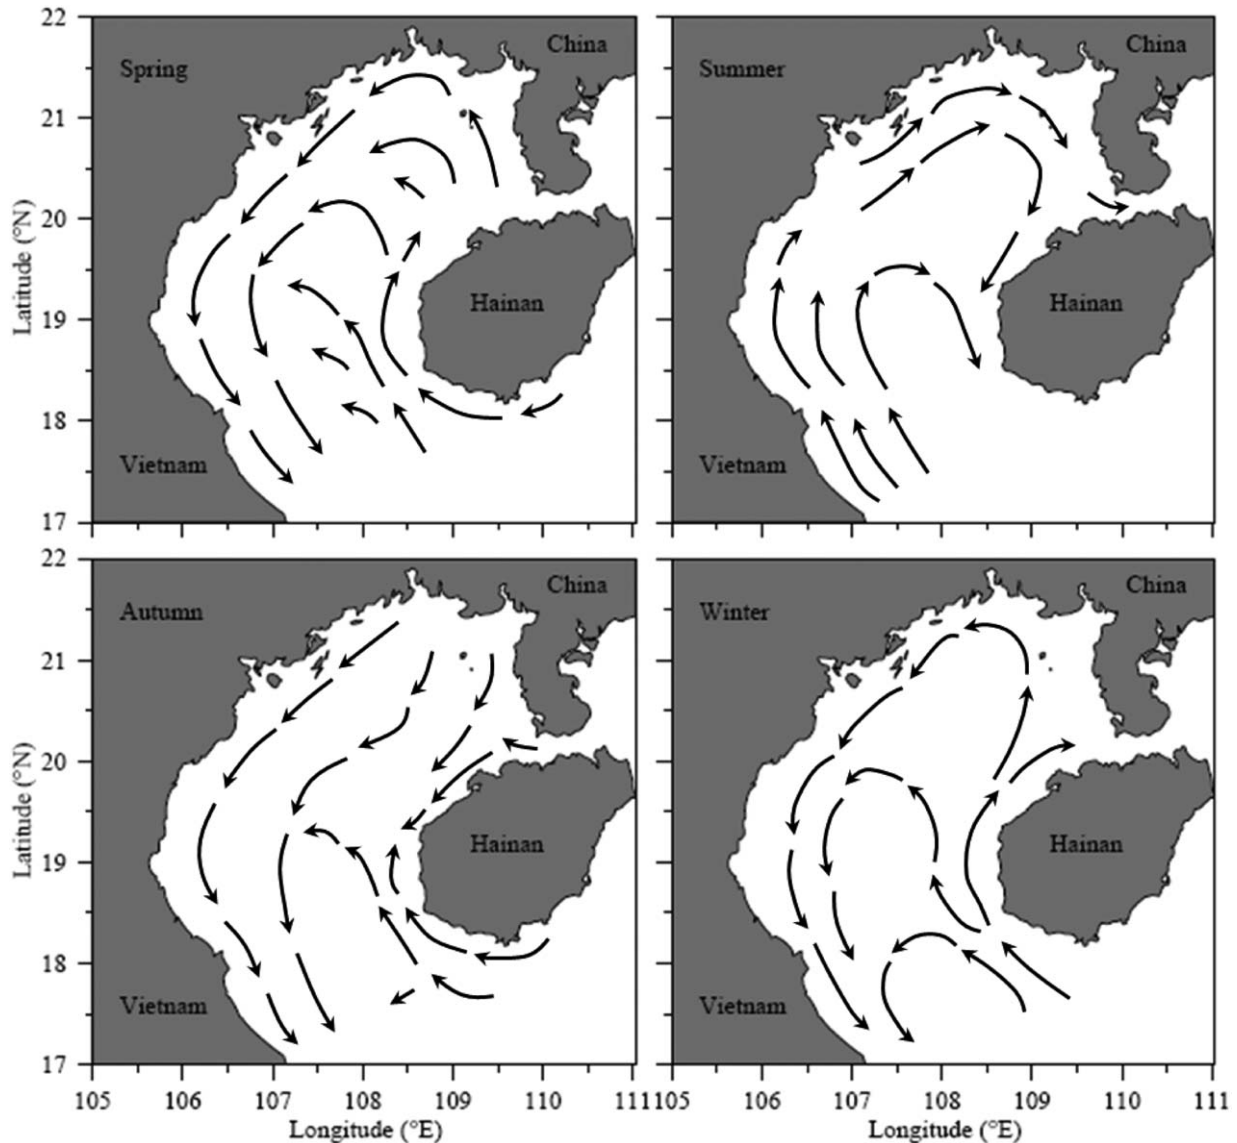 22
China
China
Spring
Summer
21
20
Hainan
Hainan
19
18
Vietnam
Vietnam
17
Latitude (°N)
22
China
China
Autumn
Winter
21
20
Hainan
Hainan
19
18
Vietnam
Vietnam
17
Latitude (°N)
105 106 107 108 109 110 111 105 106 107 108 109 110 111
Longitude (°E) Longitude (°E)